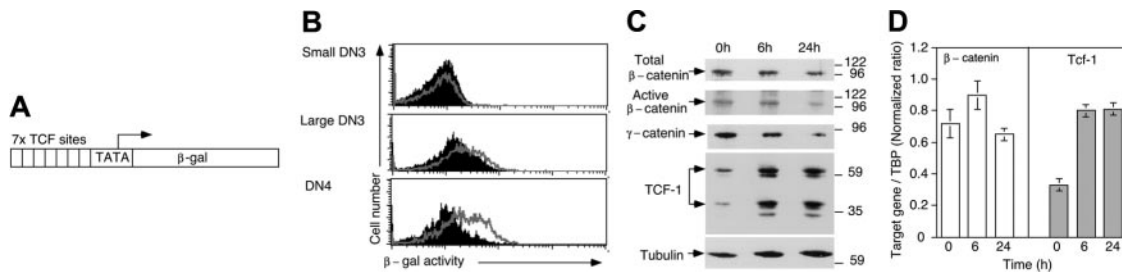 A
7x TCF sites
TATA
β-gal
B
Small DN3
Large DN3
DN4
Cell number
β-gal activity
C
0h 6h 24h
Total β-catenin
122
96
Active β-catenin
122
96
γ-catenin
96
TCF-1
59
35
Tubulin
59
D
Target gene / TBP (Normalized ratio)
β-catenin Tcf-1
1.2
1.0
0.8
0.6
0.4
0.2
0
0 6 24 0 6 24
Time (h)